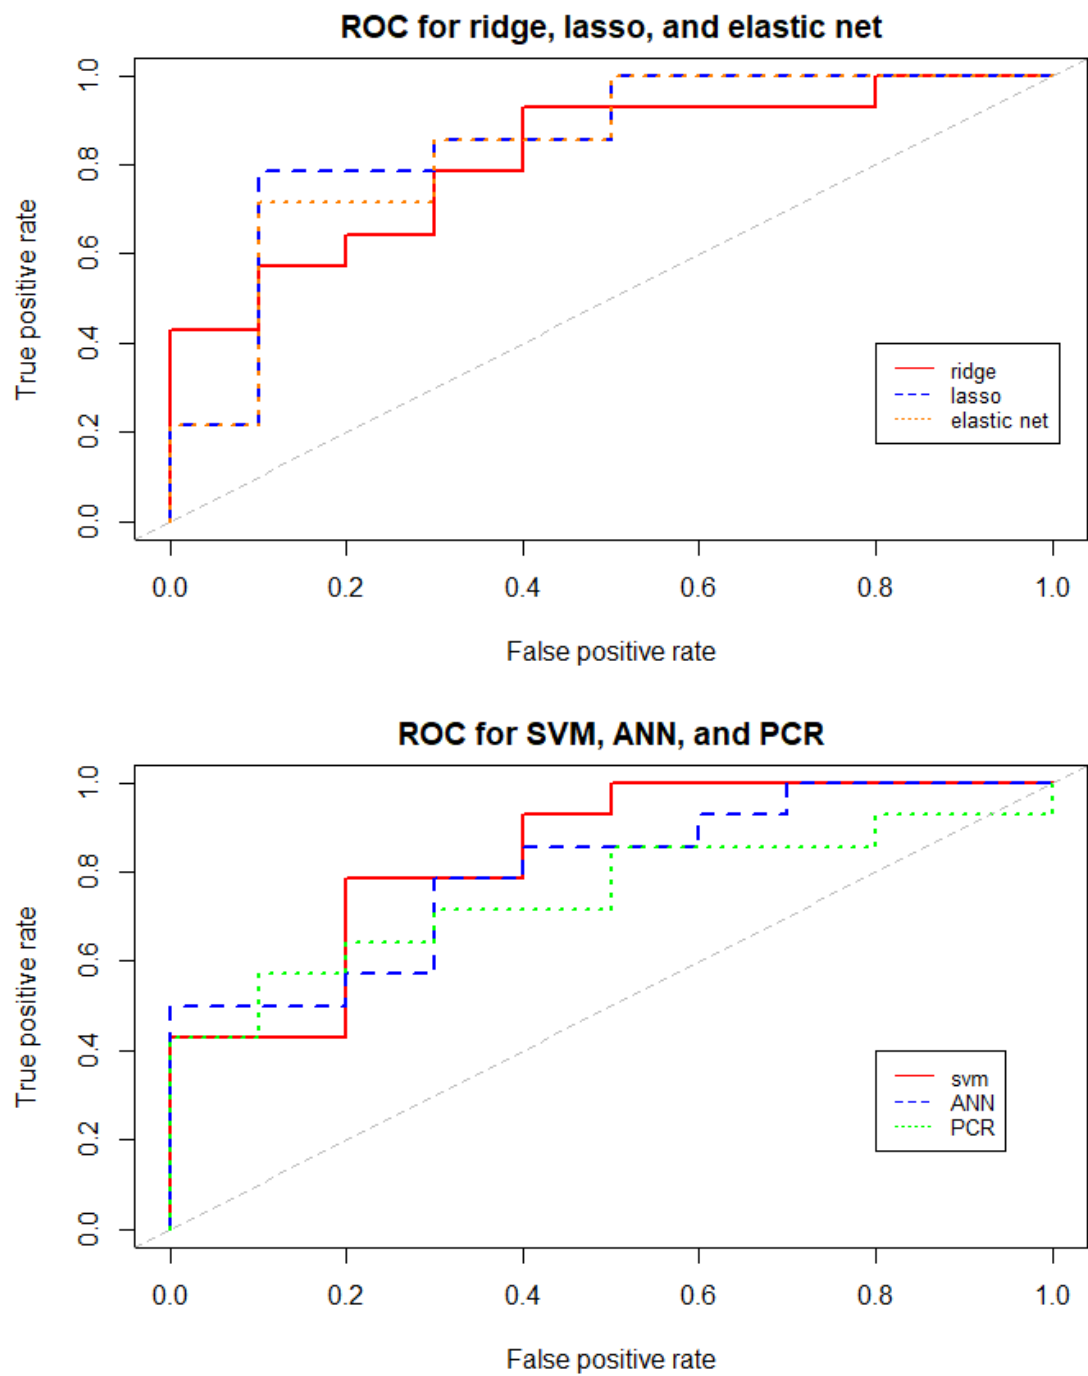 ROC for ridge, lasso, and elastic net
1.0
0.8
0.6
0.4
0.2
0.0
True positive rate
ridge
lasso
elastic net
0.0 0.2 0.4 0.6 0.8 1.0
False positive rate
ROC for SVM, ANN, and PCR
1.0
0.8
0.6
0.4
0.2
0.0
True positive rate
svm
ANN
PCR
0.0 0.2 0.4 0.6 0.8 1.0
False positive rate